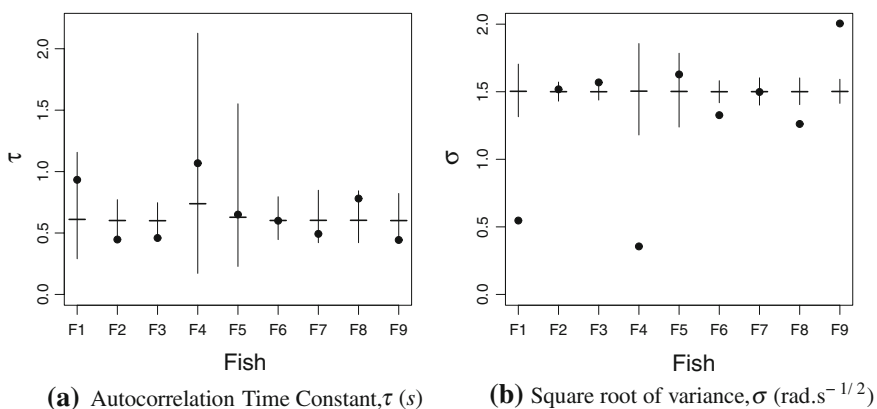 2.0
1.5
1.0
0.5
0.0
τ
F1 F2 F3 F4 F5 F6 F7 F8 F9
Fish
(a) Autocorrelation Time Constant,τ (s)
2.0
1.5
1.0
0.5
0.0
σ
F1 F2 F3 F4 F5 F6 F7 F8 F9
Fish
(b) Square root of variance,σ (rad.s⁻¹/²)